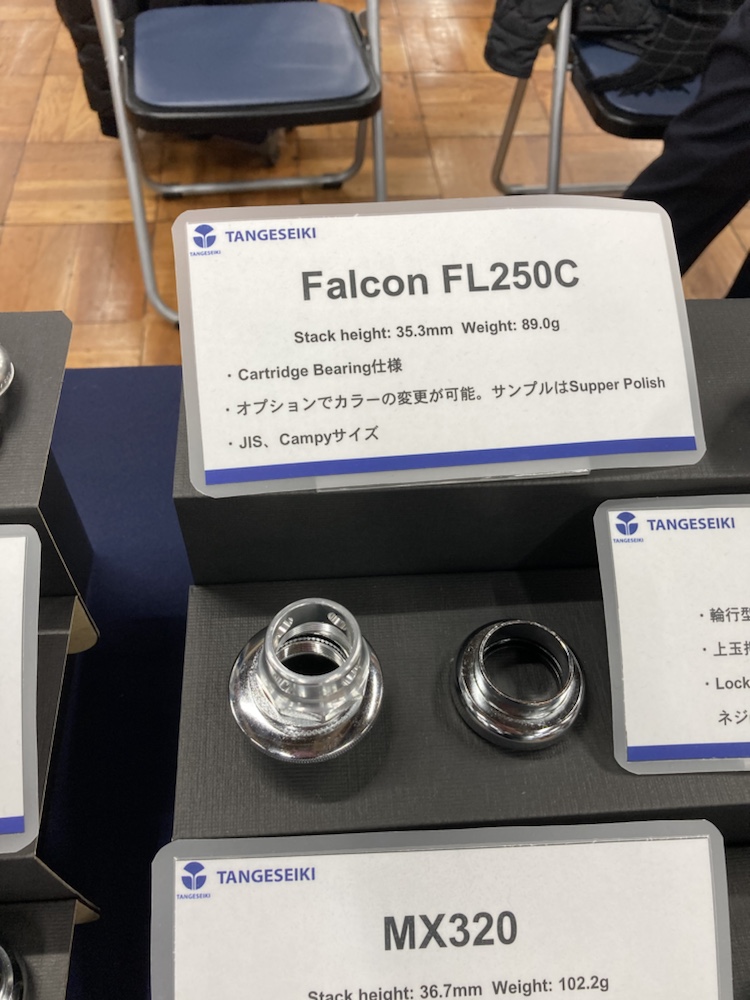 TANGESEIKI
TANGESEIKI
Falcon FL250C
Stack height: 35.3mm Weight: 89.0g
・Cartridge Bearing仕様
・オプションでカラーの変更が可能。サンプルはSupper Polish
・JIS、Campyサイズ
TANGESEIKI
TANGESEIKI
・輪行型
・上玉押
・Lock
ネジ
TANGESEIKI
TANGESEIKI
MX320
Stack height: 36.7mm Weight: 102.2g